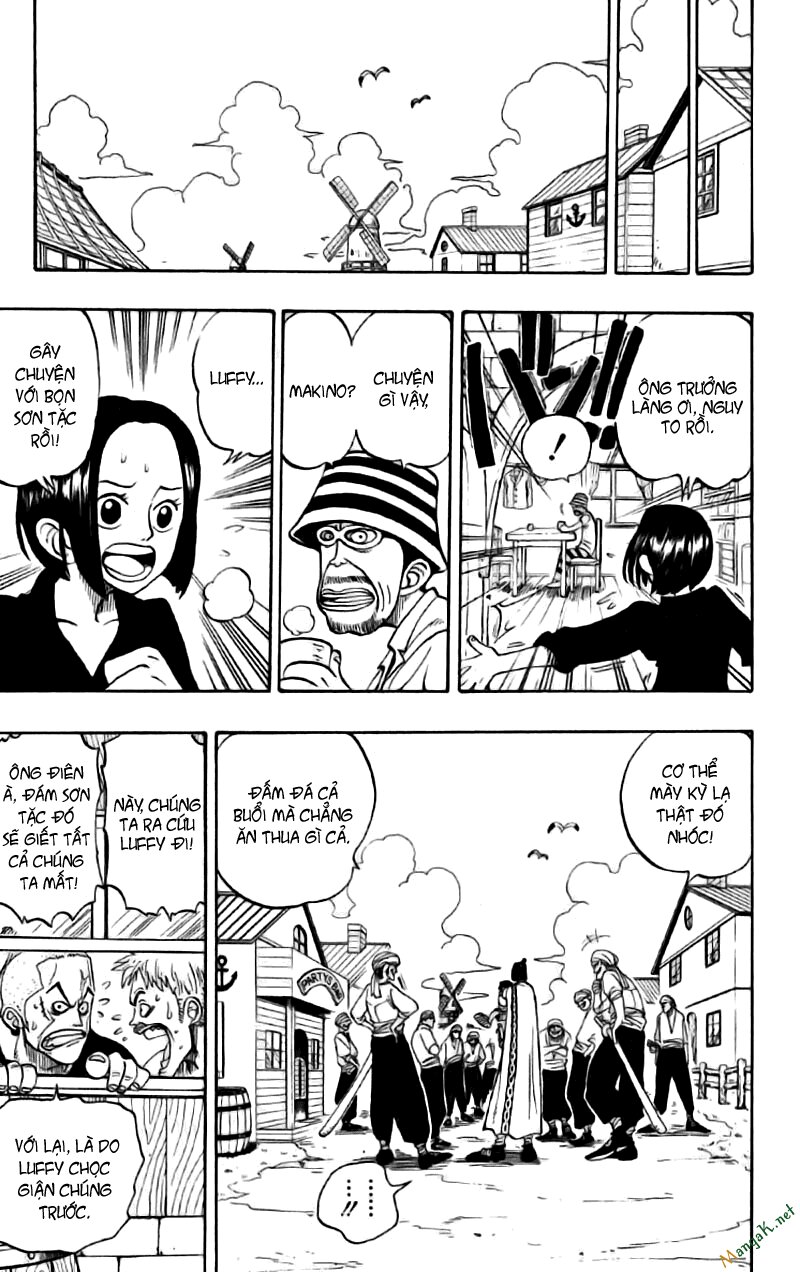 ÔNG TRƯỞNG
LÀNG ƠI, NGUY
TO RỒI.
!
CHUYỆN
GÌ VẬY,
MAKINO?
LUFFY...
GÂY
CHUYỆN
VỚI BỌN
SƠN TẶC
RỒI!
CƠ THỂ
MÀY KỲ LẠ
THẬT ĐÓ
NHÓC!
ĐẤM ĐÁ CẢ
BUỔI MÀ CHẲNG
ĂN THUA GÌ CẢ.
PARTYS BAR
......!!
NÀY, CHÚNG
TA RA CỨU
LUFFY ĐI!
ÔNG ĐIÊN
À, ĐÁM SƠN
TẶC ĐÓ
SẼ GIẾT TẤT
CẢ CHÚNG
TA MẤT!
VỚI LẠI, LÀ DO
LUFFY CHỌC
GIẬN CHÚNG
TRƯỚC.
MangaK.net